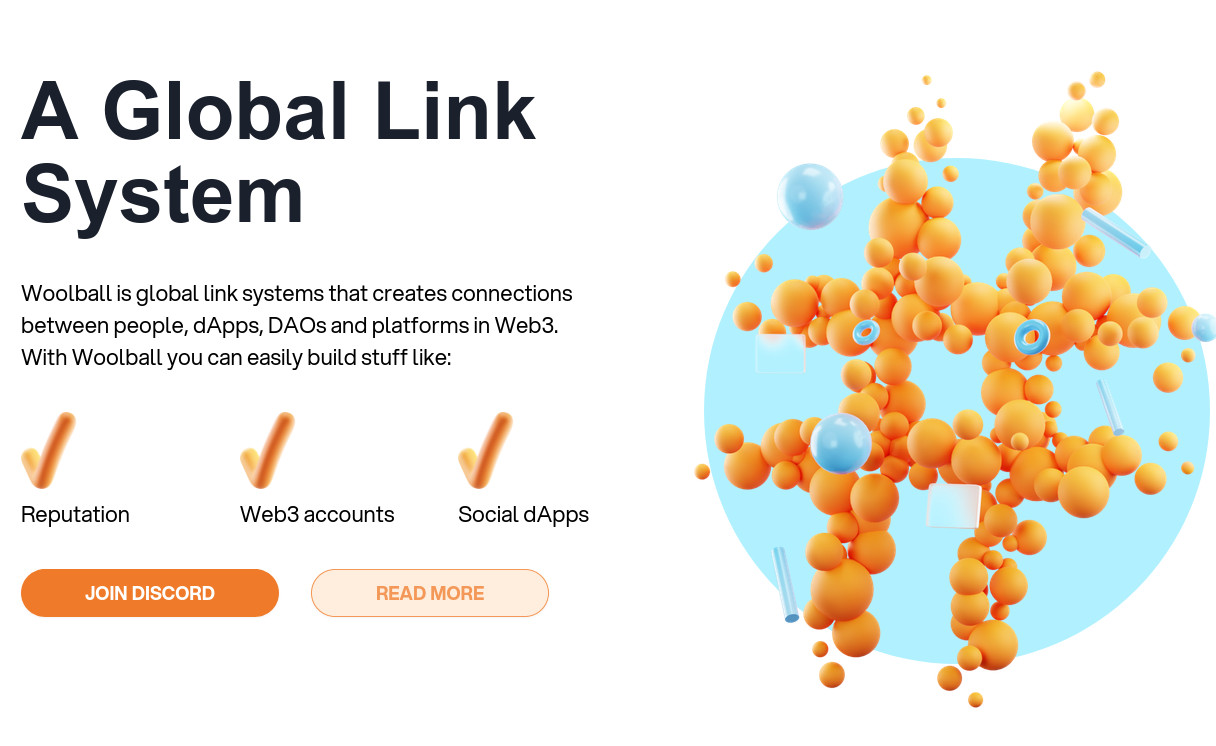 A Global Link
System
Woolball is global link systems that creates connections
between people, dApps, DAOs and platforms in Web3.
With Woolball you can easily build stuff like:
Reputation
Web3 accounts
Social dApps
JOIN DISCORD
READ MORE